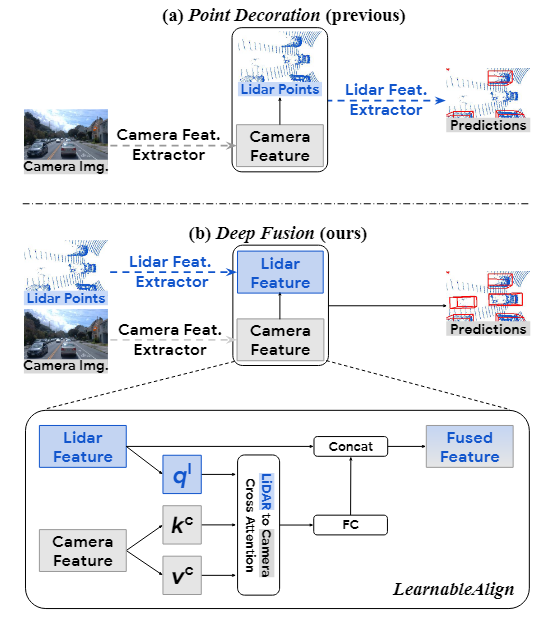 (a) Point Decoration (previous)
Lidar Points
Lidar Feat.
Extractor
Camera Feat.
Extractor
Camera
Feature
Camera Img.
Predictions
(b) Deep Fusion (ours)
Lidar Points
Lidar Feat.
Extractor
Lidar
Feature
Camera Img.
Camera Feat.
Extractor
Camera
Feature
Predictions
Lidar
Feature
Concat
Fused
Feature
q^l
Camera
Feature
k^c
v^c
LiDAR to Camera
Cross Attention
FC
LearnableAlign